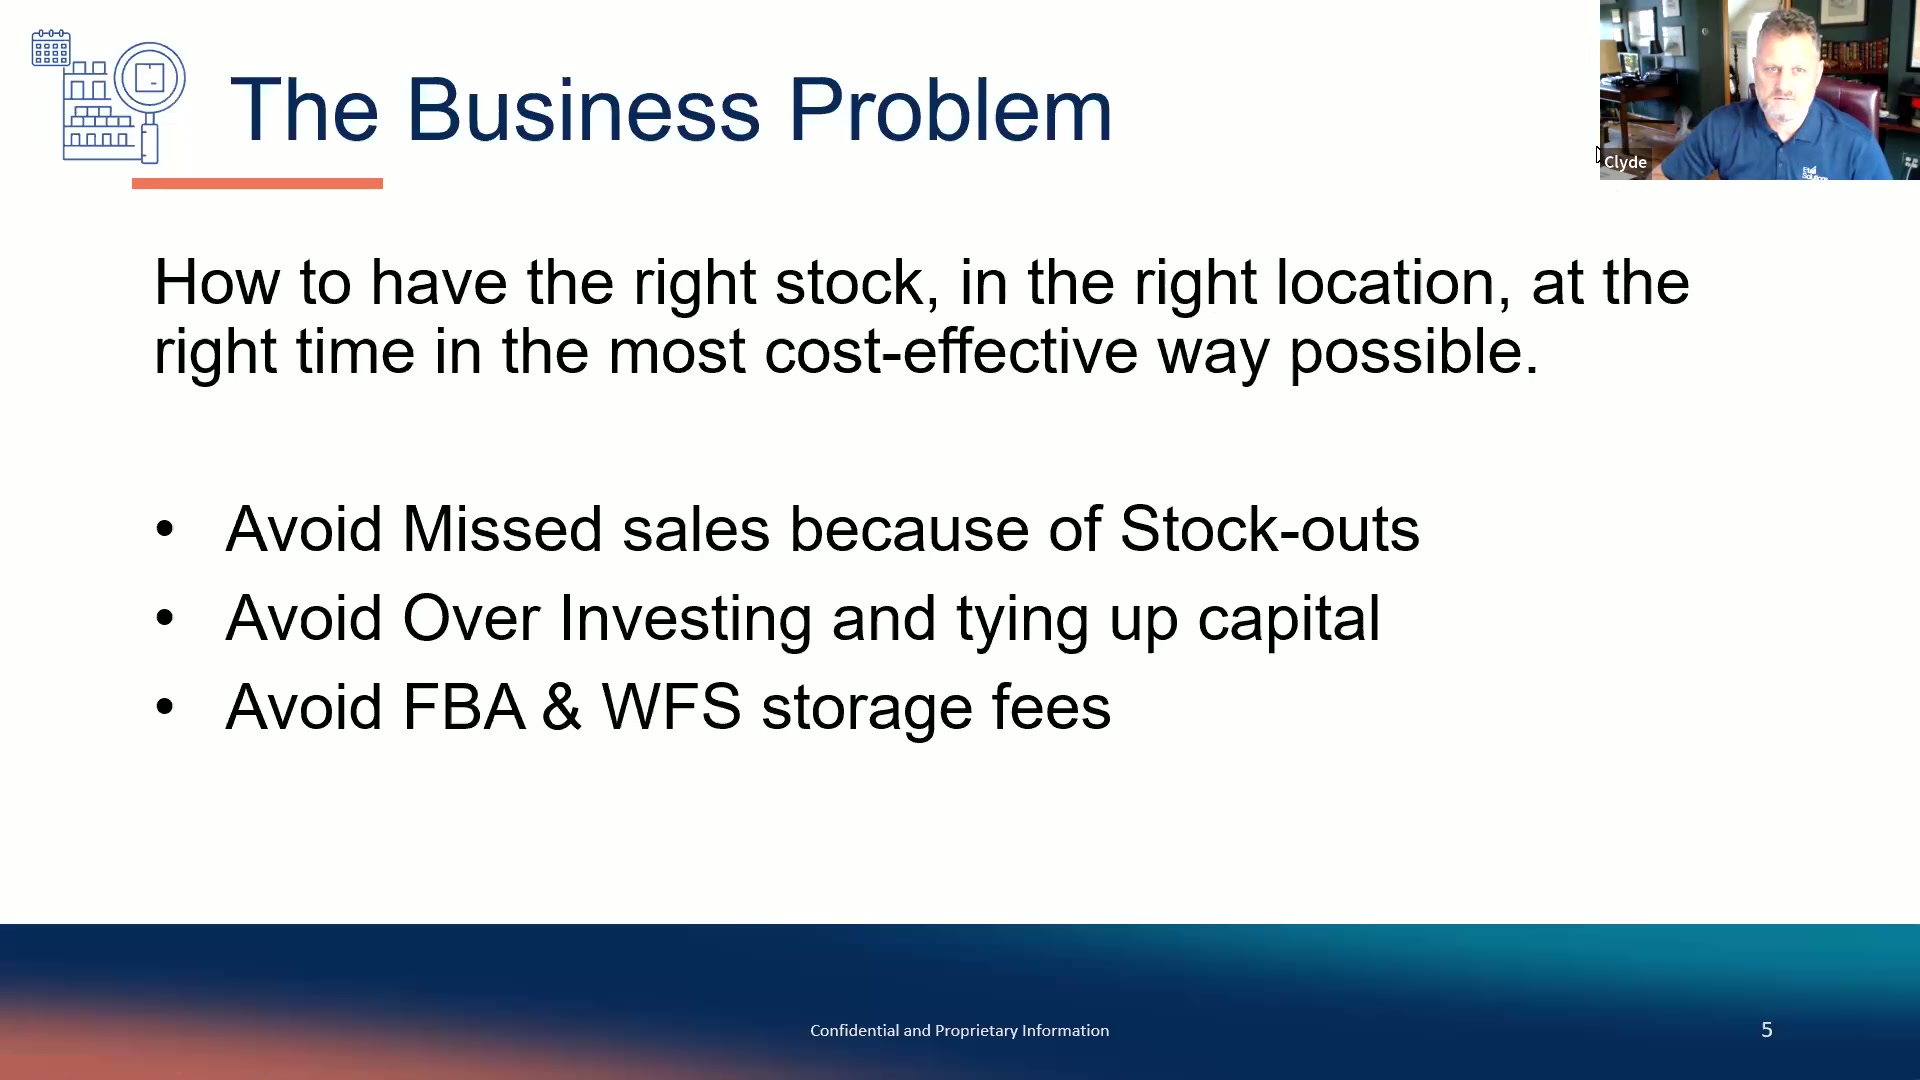 The Business Problem
Clyde
How to have the right stock, in the right location, at the
right time in the most cost-effective way possible.
• Avoid Missed sales because of Stock-outs
• Avoid Over Investing and tying up capital
• Avoid FBA & WFS storage fees
Confidential and Proprietary Information
5